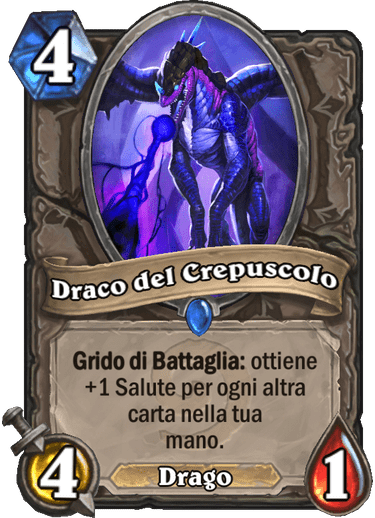 4
Draco del Crepuscolo
Grido di Battaglia: ottiene
+1 Salute per ogni altra
carta nella tua
mano.
4
Drago
1